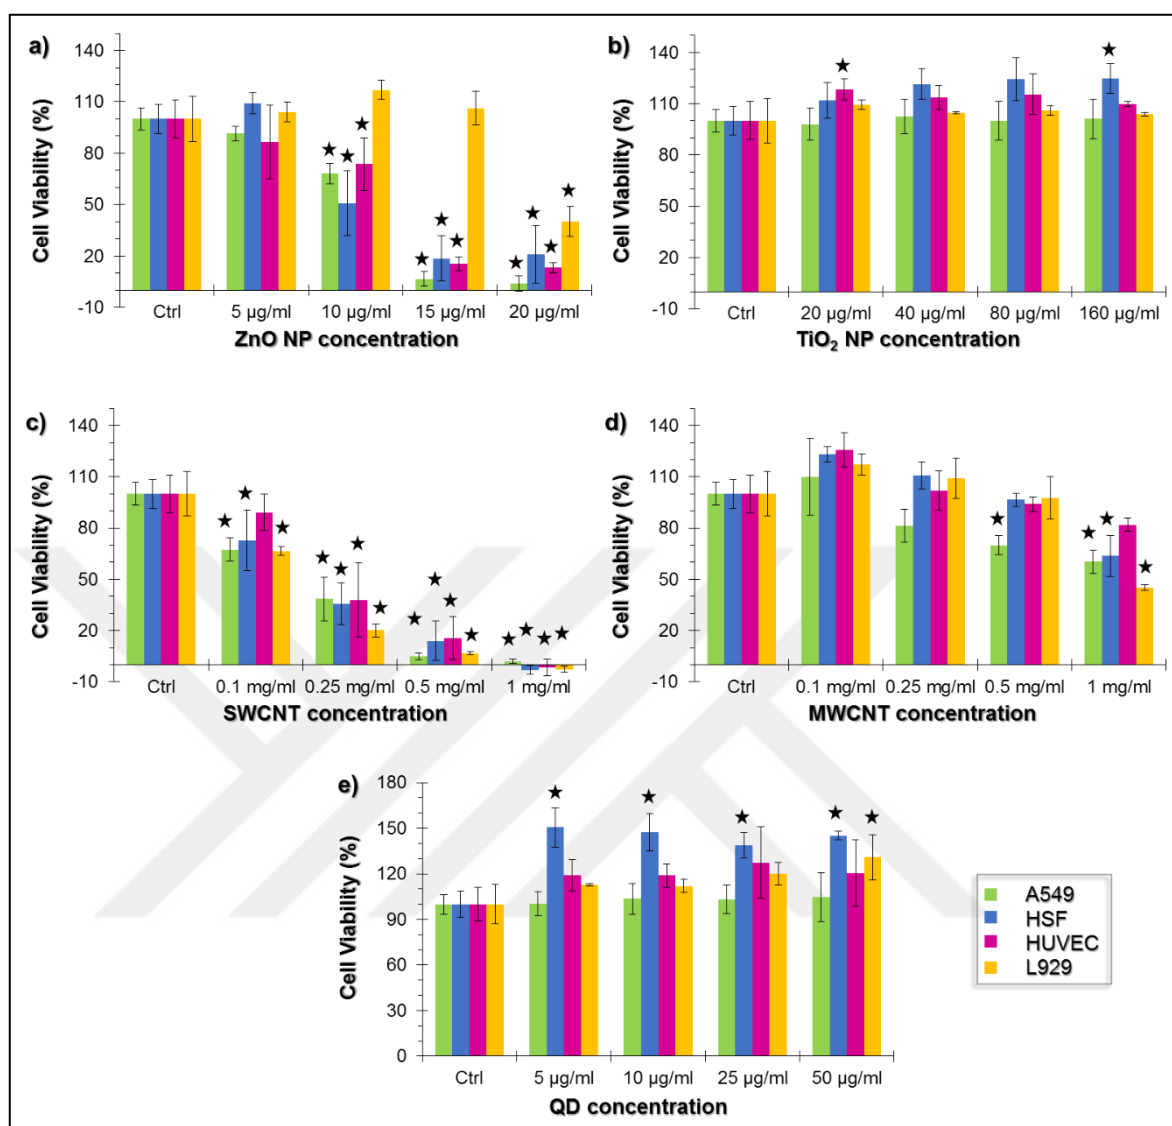 a)
Cell Viability (%)
140
110
80
50
20
-10
Ctrl 5 µg/ml 10 µg/ml 15 µg/ml 20 µg/ml
ZnO NP concentration
b)
Cell Viability (%)
140
110
80
50
20
-10
Ctrl 20 µg/ml 40 µg/ml 80 µg/ml 160 µg/ml
TiO₂ NP concentration
c)
Cell Viability (%)
140
110
80
50
20
-10
Ctrl 0.1 mg/ml 0.25 mg/ml 0.5 mg/ml 1 mg/ml
SWCNT concentration
d)
Cell Viability (%)
140
110
80
50
20
-10
Ctrl 0.1 mg/ml 0.25 mg/ml 0.5 mg/ml 1 mg/ml
MWCNT concentration
e)
Cell Viability (%)
180
150
120
90
60
30
0
Ctrl 5 µg/ml 10 µg/ml 25 µg/ml 50 µg/ml
QD concentration
A549
HSF
HUVEC
L929